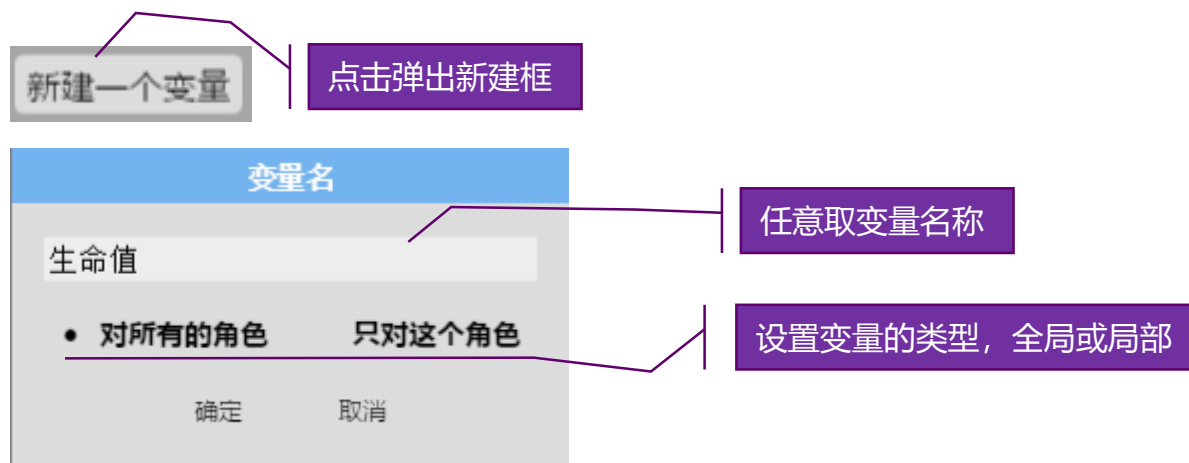 新建一个变量
点击弹出新建框
变量名
生命值
任意取变量名称
• 对所有的角色 只对这个角色
设置变量的类型，全局或局部
确定 取消